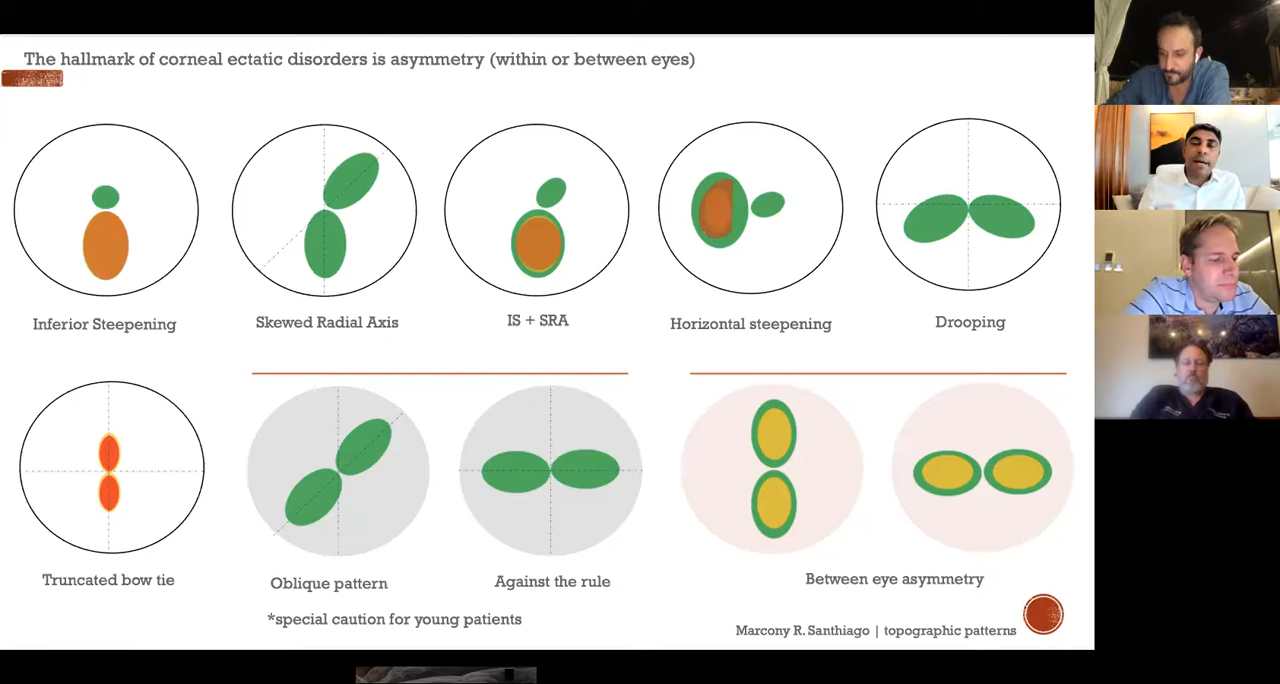 The hallmark of corneal ectatic disorders is asymmetry (within or between eyes)
Inferior Steepening
Skewed Radial Axis
IS + SRA
Horizontal steepening
Drooping
Truncated bow tie
Oblique pattern
Against the rule
Between eye asymmetry
*special caution for young patients
Marcony R. Santhiago | topographic patterns